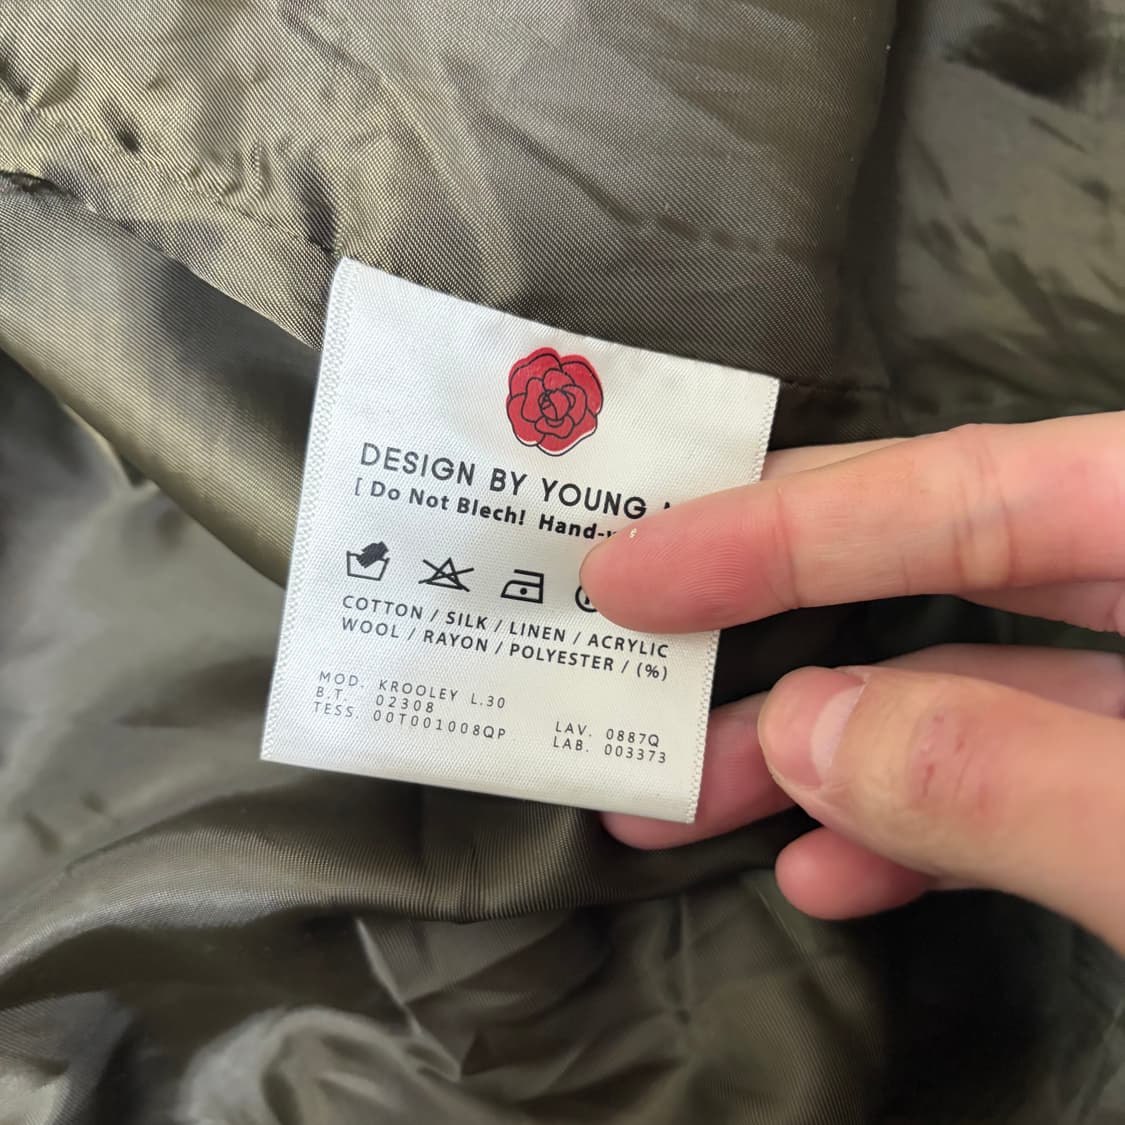 DESIGN BY YOUNG
[ Do Not Blech! Hand-
COTTON / SILK / LINEN / ACRYLIC
WOOL / RAYON / POLYESTER / (%)
MOD. KROOLEY L.30
B.T. 02308
TESS. 00T001008QP
LAV. 0887Q
LAB. 003373